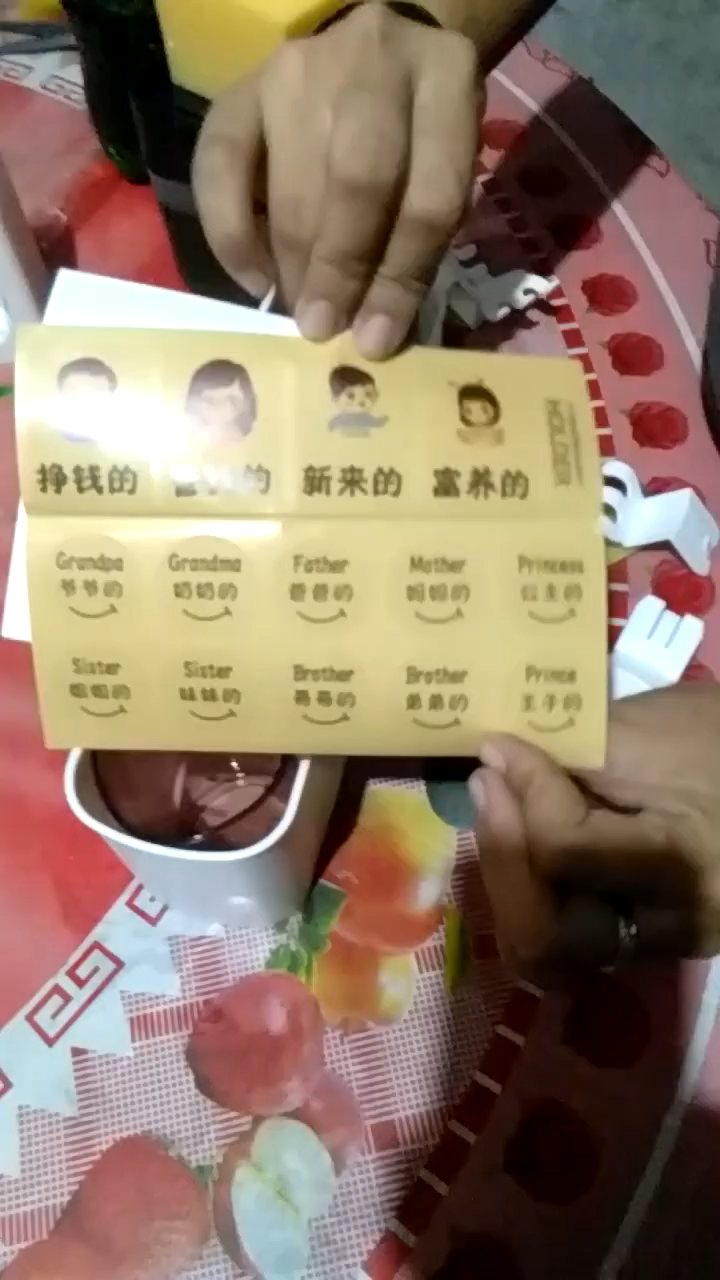 挣钱的 的 新来的 富养的
HOLDER
Grandpa Grandma Father Mother Princess
爷爷的 奶奶的 爸爸的 妈妈的 公主的
Sister Sister Brother Brother Prince
姐姐的 妹妹的 哥哥的 弟弟的 王子的